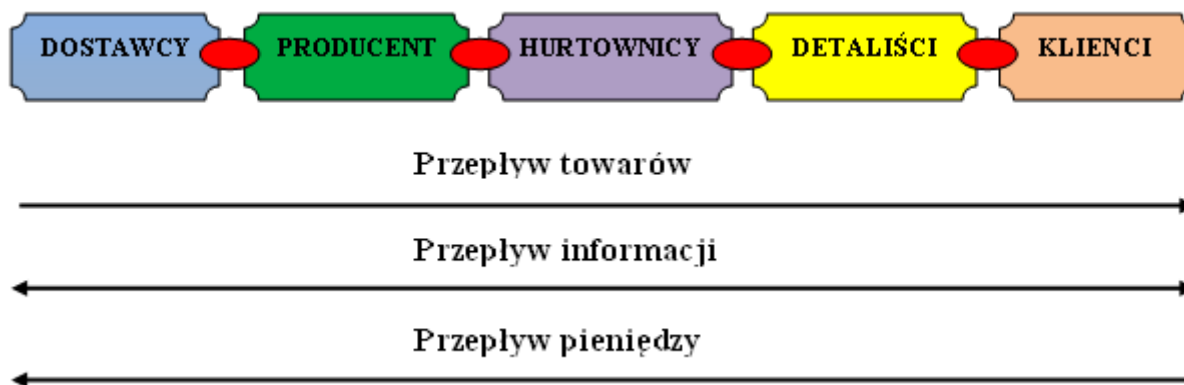 DOSTAWCY PRODUCENT HURTOWNICY DETALIŚCI KLIENCI
Przepływ towarów
Przepływ informacji
Przepływ pieniędzy